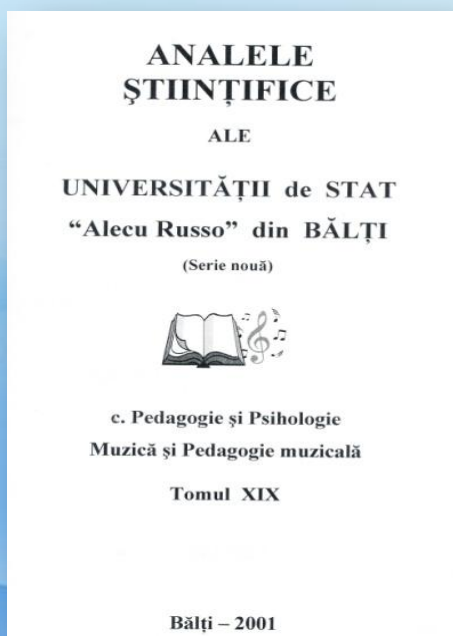 ANALELE
ŞTIINŢIFICE
ALE
UNIVERSITĂŢII de STAT
“Alecu Russo” din BĂLŢI
(Serie nouă)
c. Pedagogie şi Psihologie
Muzică şi Pedagogie muzicală
Tomul XIX
Bălţi – 2001